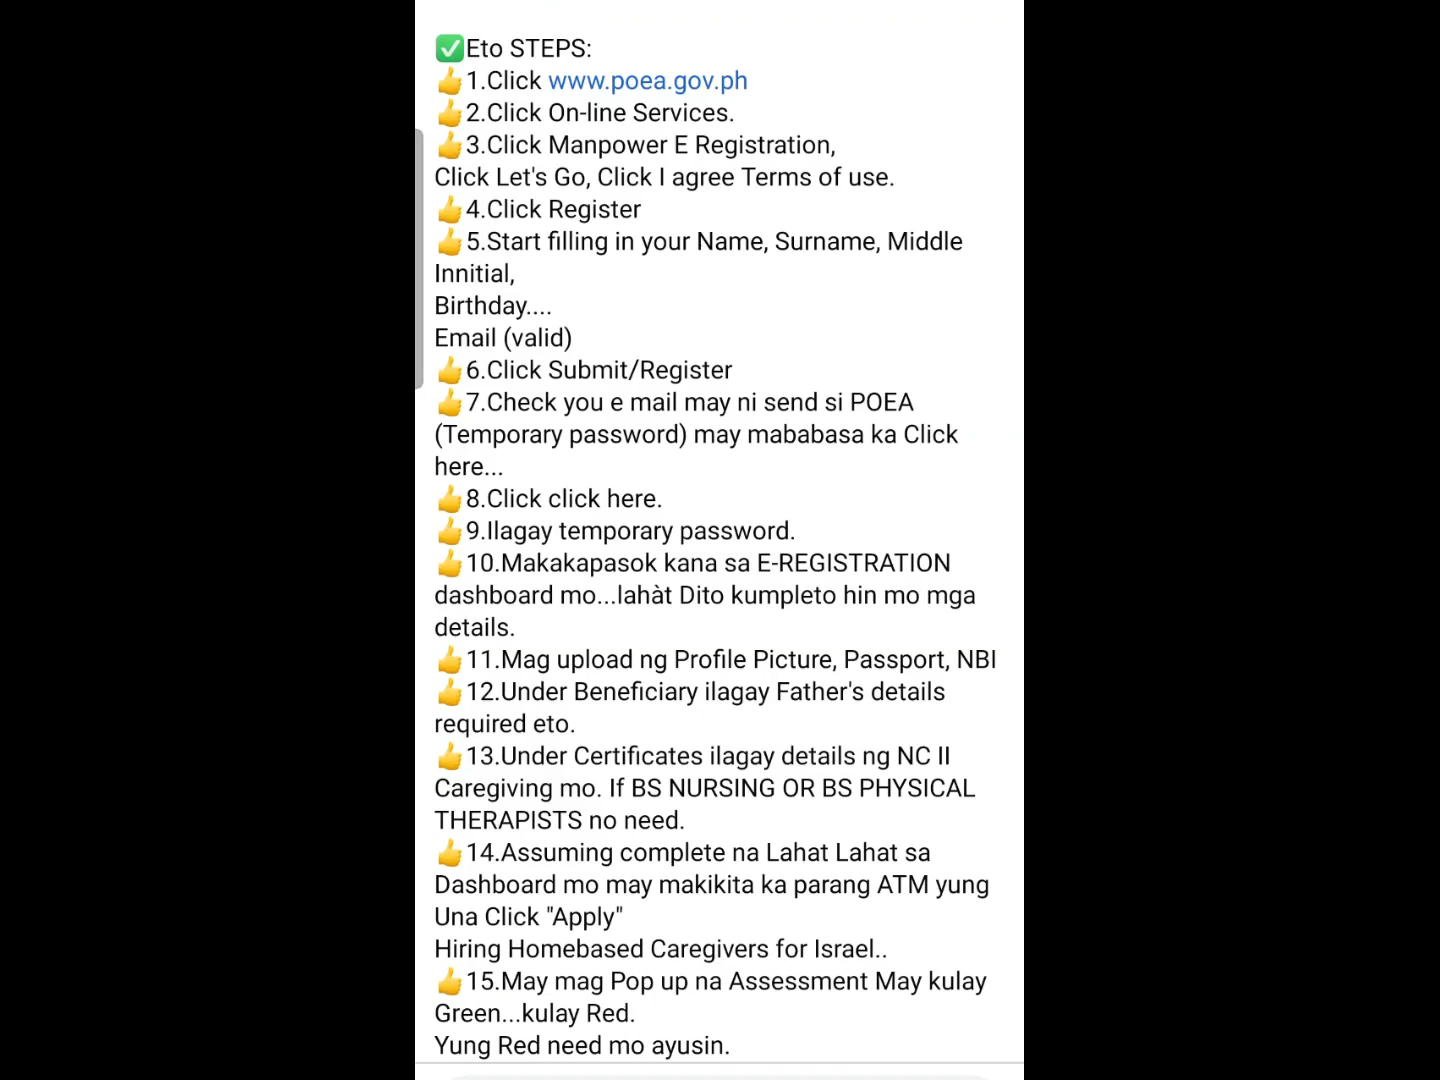 ✅Eto STEPS:
👍1.Click www.poea.gov.ph
👍2.Click On-line Services.
👍3.Click Manpower E Registration,
Click Let's Go, Click I agree Terms of use.
👍4.Click Register
👍5.Start filling in your Name, Surname, Middle
Innitial,
Birthday....
Email (valid)
👍6.Click Submit/Register
👍7.Check you e mail may ni send si POEA
(Temporary password) may mababasa ka Click
here...
👍8.Click click here.
👍9.Ilagay temporary password.
👍10.Makakapasok kana sa E-REGISTRATION
dashboard mo...lahàt Dito kumpleto hin mo mga
details.
👍11.Mag upload ng Profile Picture, Passport, NBI
👍12.Under Beneficiary ilagay Father's details
required eto.
👍13.Under Certificates ilagay details ng NC II
Caregiving mo. If BS NURSING OR BS PHYSICAL
THERAPISTS no need.
👍14.Assuming complete na Lahat Lahat sa
Dashboard mo may makikita ka parang ATM yung
Una Click "Apply"
Hiring Homebased Caregivers for Israel..
👍15.May mag Pop up na Assessment May kulay
Green...kulay Red.
Yung Red need mo ayusin.